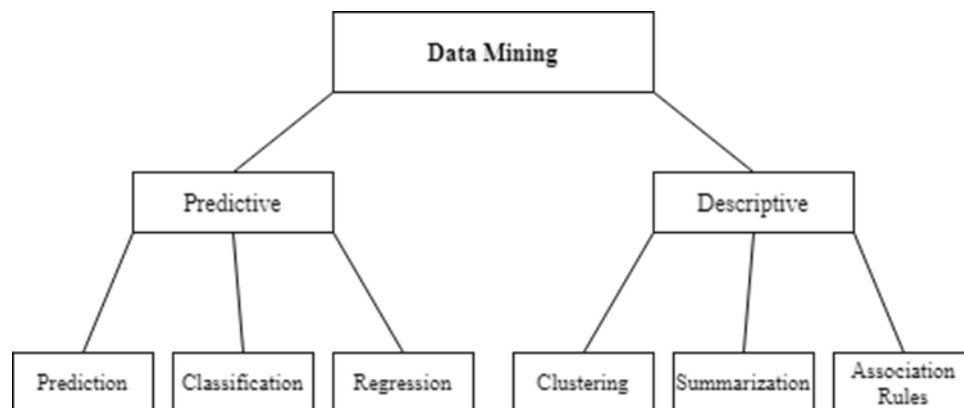 Data Mining
Predictive
Descriptive
Prediction
Classification
Regression
Clustering
Summarization
Association
Rules